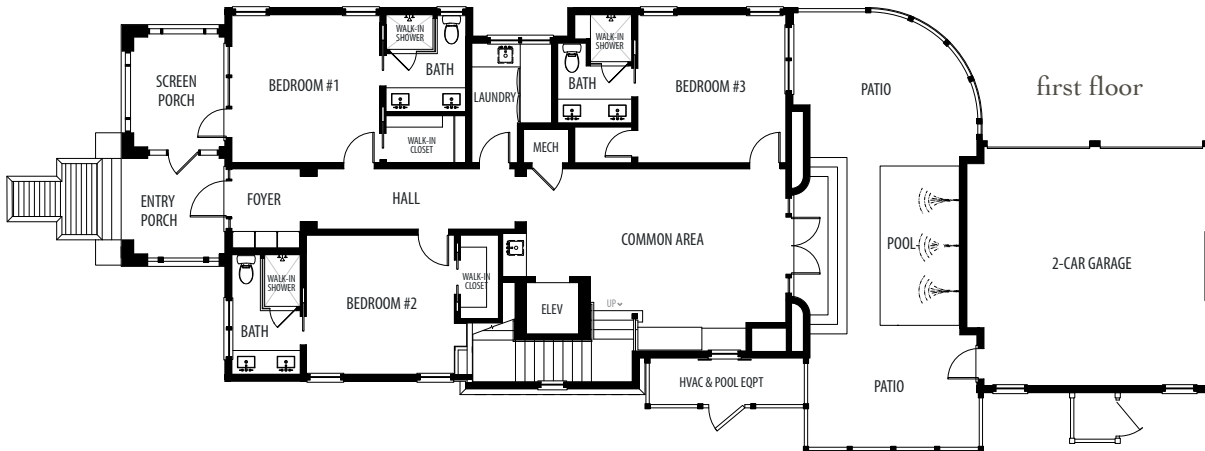 WALK-IN
SHOWER
BATH
BEDROOM #1
SCREEN
PORCH
LAUNDRY
WALK-IN
CLOSET
MECH
WALK-IN
SHOWER
BATH
BEDROOM #3
PATIO
first floor
ENTRY
PORCH
FOYER
HALL
COMMON AREA
POOL
2-CAR GARAGE
WALK-IN
SHOWER
BATH
BEDROOM #2
WALK-IN
CLOSET
ELEV
UP
HVAC & POOL EQPT
PATIO